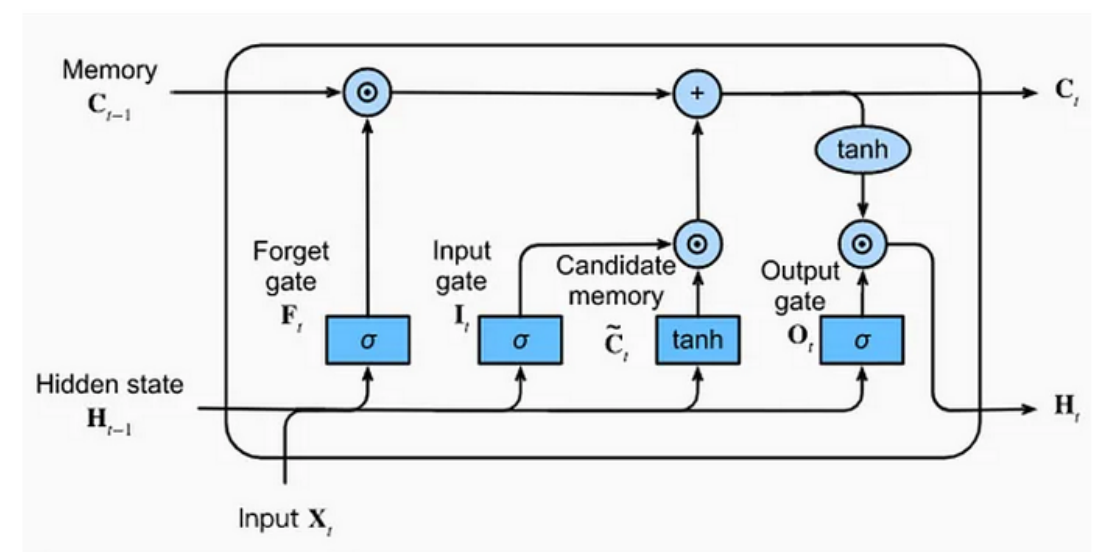 Memory
C_{t-1}
⊙
+
C_t
tanh
Forget
gate
F_t
Input
gate
I_t
⊙
Candidate
memory
C̃_t
Output
gate
O_t
⊙
σ
σ
tanh
σ
Hidden state
H_{t-1}
H_t
Input X_t